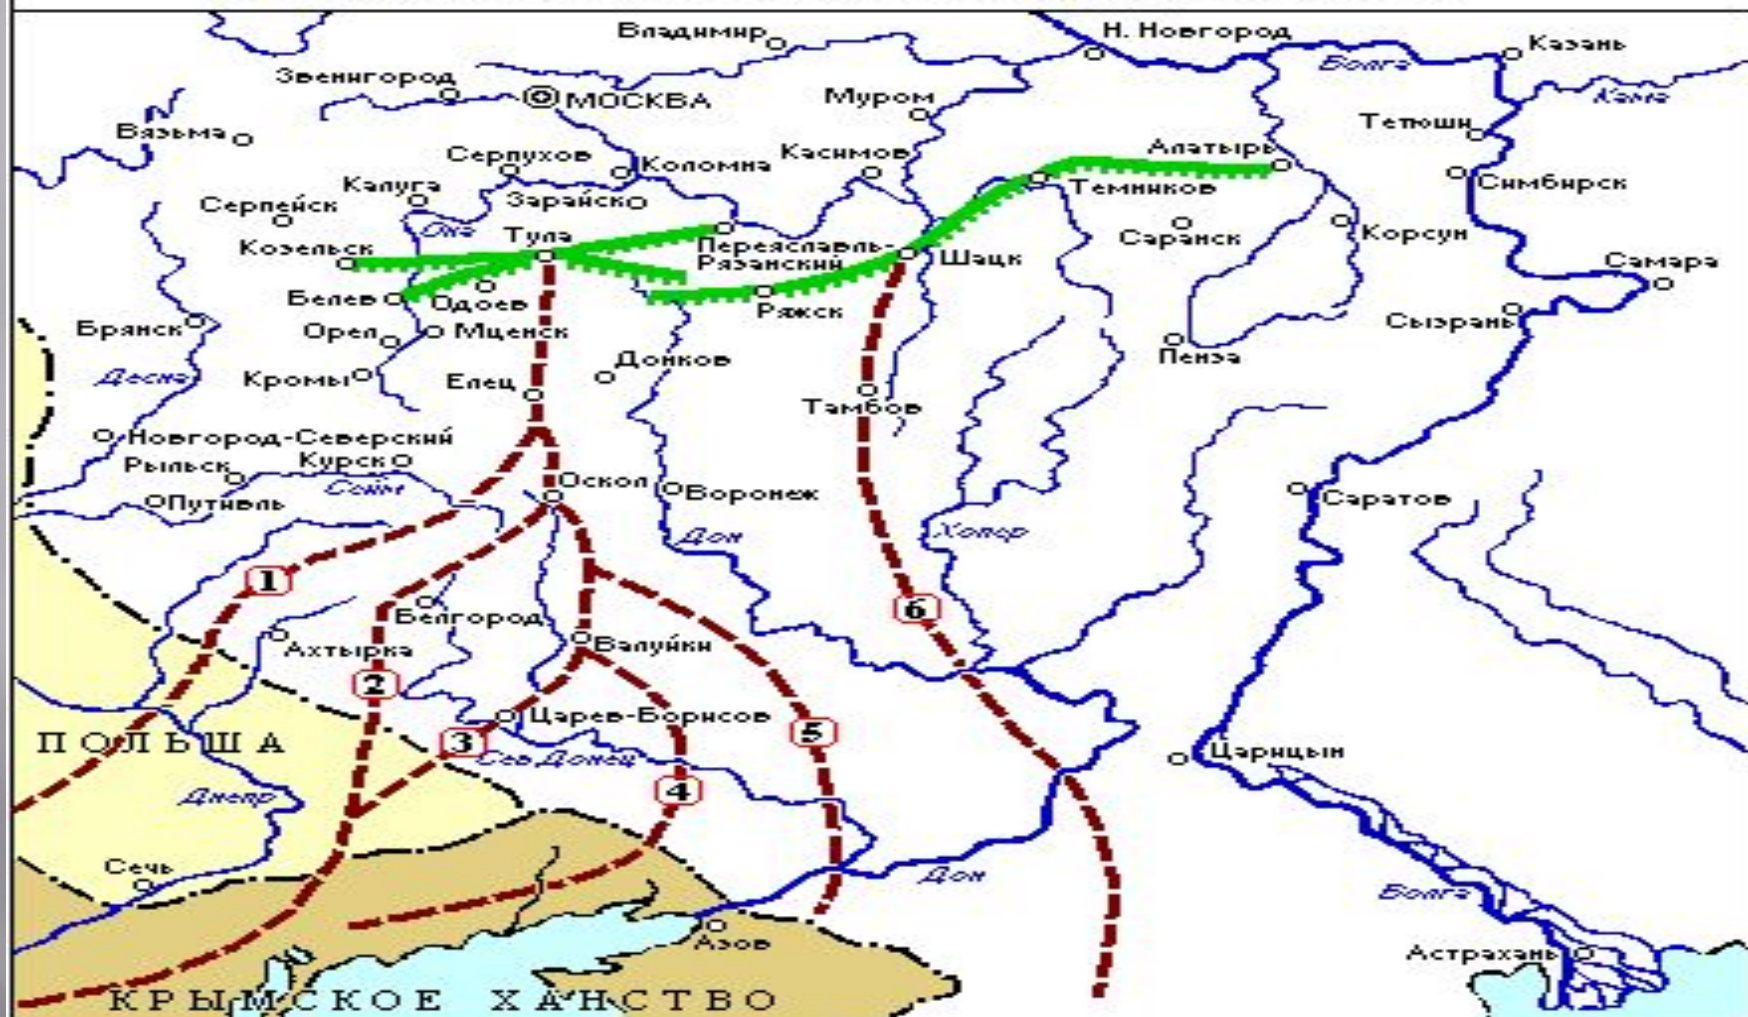 Владимир
Н. Новгород
Казань
Волга
Звенигород
МОСКВА
Муром
Кама
Тетюши
Вязьма
Серпухов
Коломна
Касимов
Алатырь
Калуга
Темников
Симбирск
Серпейск
Зарайск
Ока
Тула
Козельск
Переяславль-
Рязанский
Шацк
Саранск
Корсун
Самара
Белев
Одоев
Ряжск
Сызрань
Брянск
Орел
Мценск
Пенза
Десна
Кромы
Елец
Донков
Тамбов
Новгород-Северский
Рыльск
Курск
Сейм
Оскол
Путивль
Воронеж
Саратов
Дон
Хопер
1
Белгород
6
Ахтырка
Валуйки
2
Царев-Борисов
3
5
ПОЛЬША
Сев Донец
Царицын
4
Днепр
Сечь
Дон
Волга
Азов
Астрахань
КРЫМСКОЕ ХАНСТВО